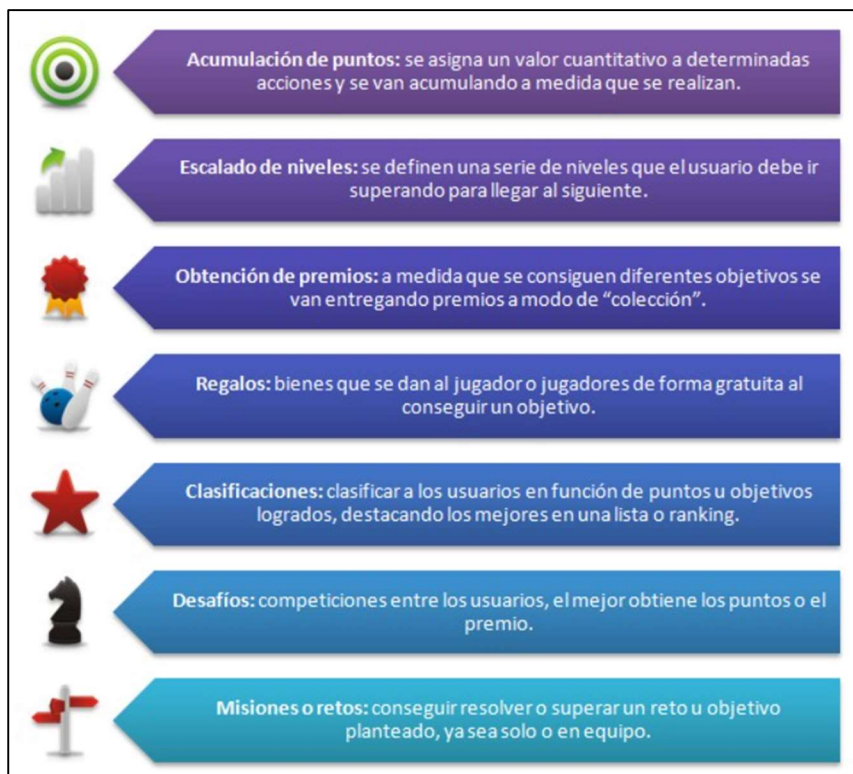 Acumulación de puntos: se asigna un valor cuantitativo a determinadas
acciones y se van acumulando a medida que se realizan.
Escalado de niveles: se definen una serie de niveles que el usuario debe ir
superando para llegar al siguiente.
Obtención de premios: a medida que se consiguen diferentes objetivos se
van entregando premios a modo de “colección”.
Regalos: bienes que se dan al jugador o jugadores de forma gratuita al
conseguir un objetivo.
Clasificaciones: clasificar a los usuarios en función de puntos u objetivos
logrados, destacando los mejores en una lista o ranking.
Desafíos: competiciones entre los usuarios, el mejor obtiene los puntos o el
premio.
Misiones o retos: conseguir resolver o superar un reto u objetivo
planteado, ya sea solo o en equipo.